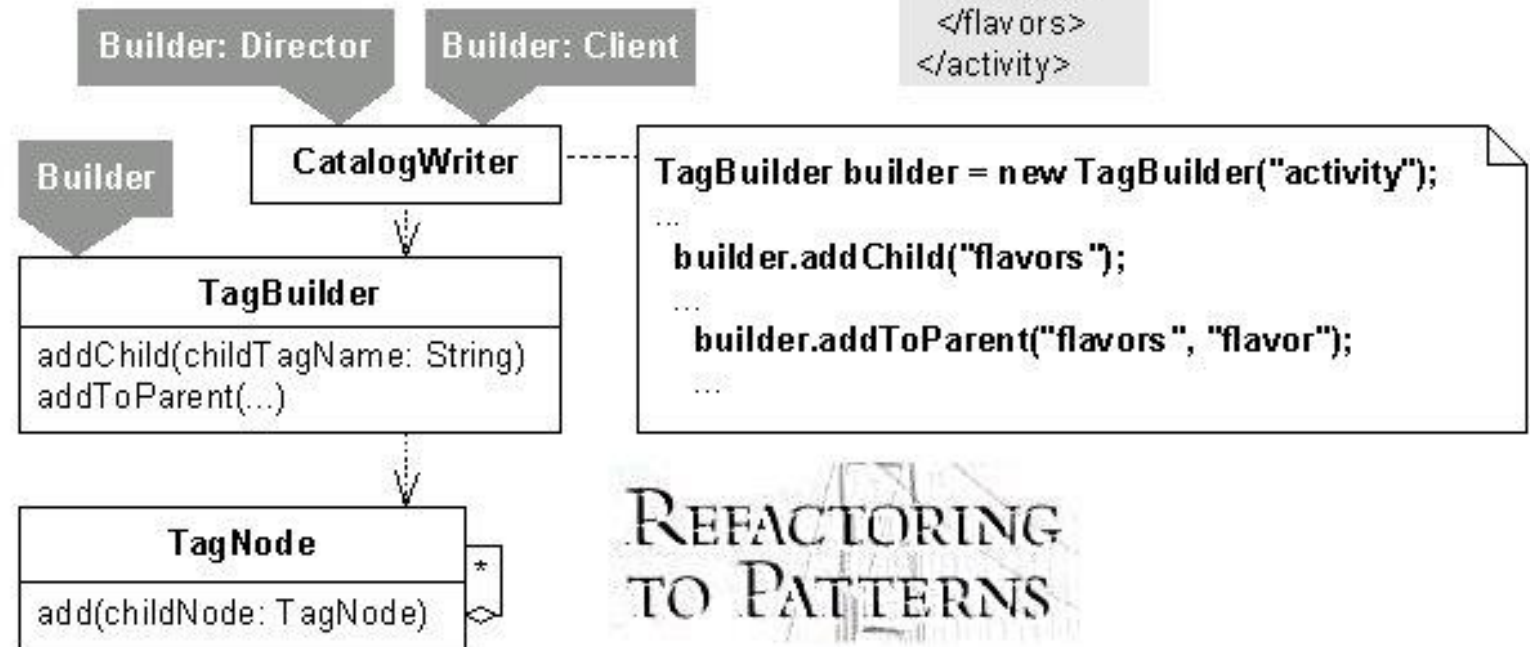 </flavors>
</activity>
Builder: Director
Builder: Client
Builder
CatalogWriter
TagBuilder builder = new TagBuilder("activity");
...
builder.addChild("flavors");
...
builder.addToParent("flavors", "flavor");
...
TagBuilder
addChild(childTagName: String)
addToParent(...)
TagNode
*
add(childNode: TagNode)
REFACTORING
TO PATTERNS